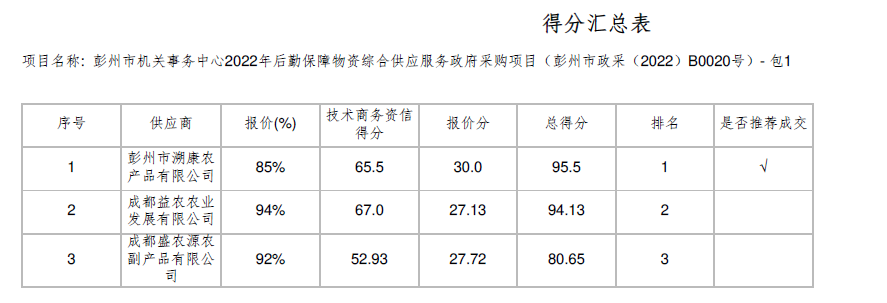 得分汇总表
项目名称: 彭州市机关事务中心2022年后勤保障物资综合供应服务政府采购项目（彭州市政采（2022）B0020号）- 包1
序号 供应商 报价(%) 技术商务资信得分 报价分 总得分 排名 是否推荐成交
1 彭州市溯康农产品有限公司 85% 65.5 30.0 95.5 1 √
2 成都益农农业发展有限公司 94% 67.0 27.13 94.13 2
3 成都盛农源农副产品有限公司 92% 52.93 27.72 80.65 3